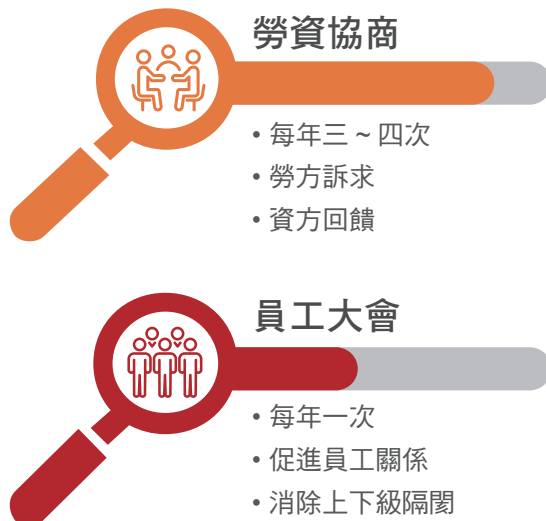 勞資協商
• 每年三 ~ 四次
• 勞方訴求
• 資方回饋
員工大會
• 每年一次
• 促進員工關係
• 消除上下級隔閡